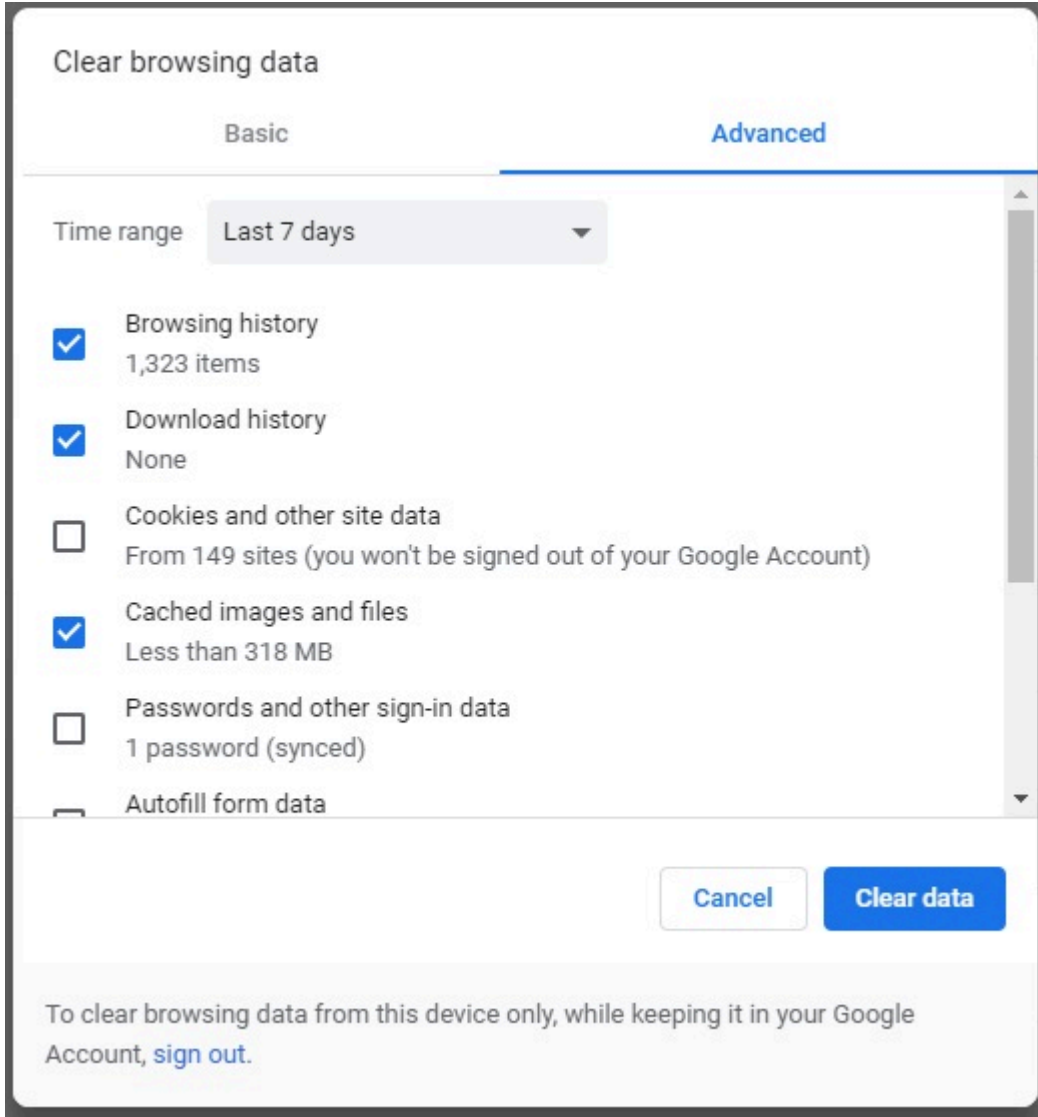 Clear browsing data
Basic
Advanced
Time range
Last 7 days
Browsing history
1,323 items
Download history
None
Cookies and other site data
From 149 sites (you won't be signed out of your Google Account)
Cached images and files
Less than 318 MB
Passwords and other sign-in data
1 password (synced)
Autofill form data
Cancel
Clear data
To clear browsing data from this device only, while keeping it in your Google
Account, sign out.